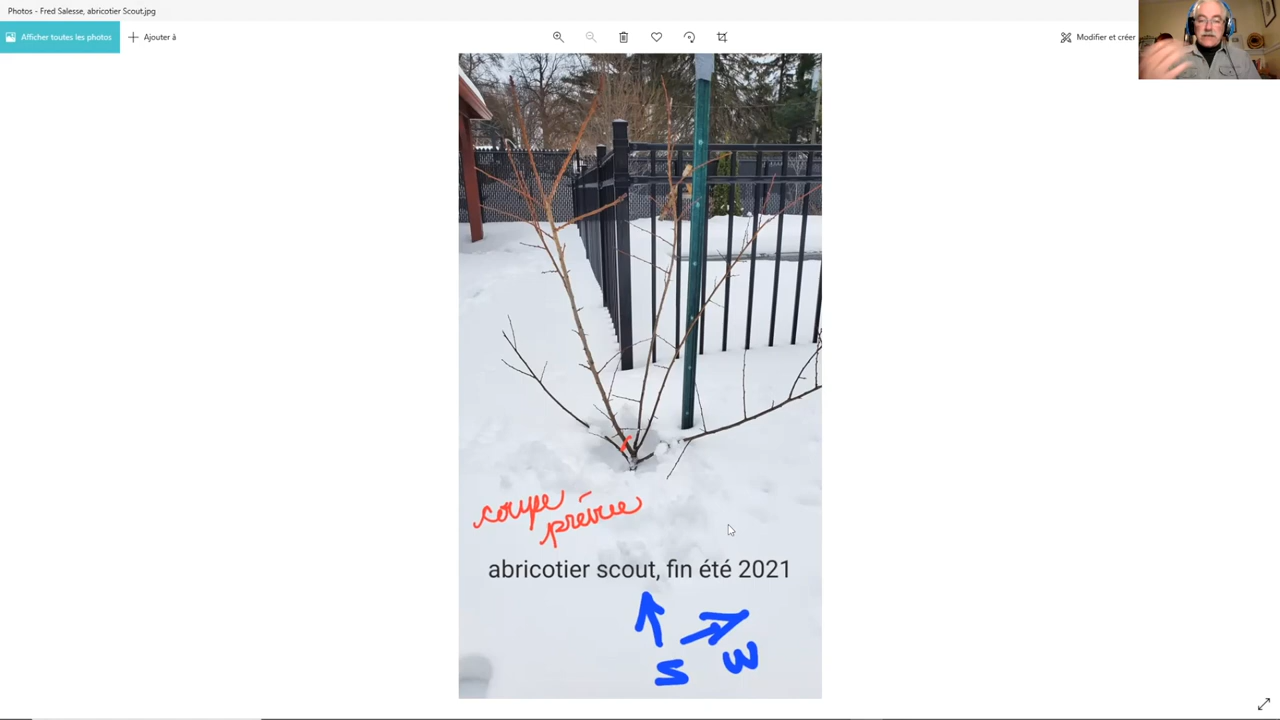 Photos - Fred Salesse, abricotier Scout.jpg
Afficher toutes les photos
Ajouter à
Modifier et créer
coupe
prévue
abricotier scout, fin été 2021
S
W